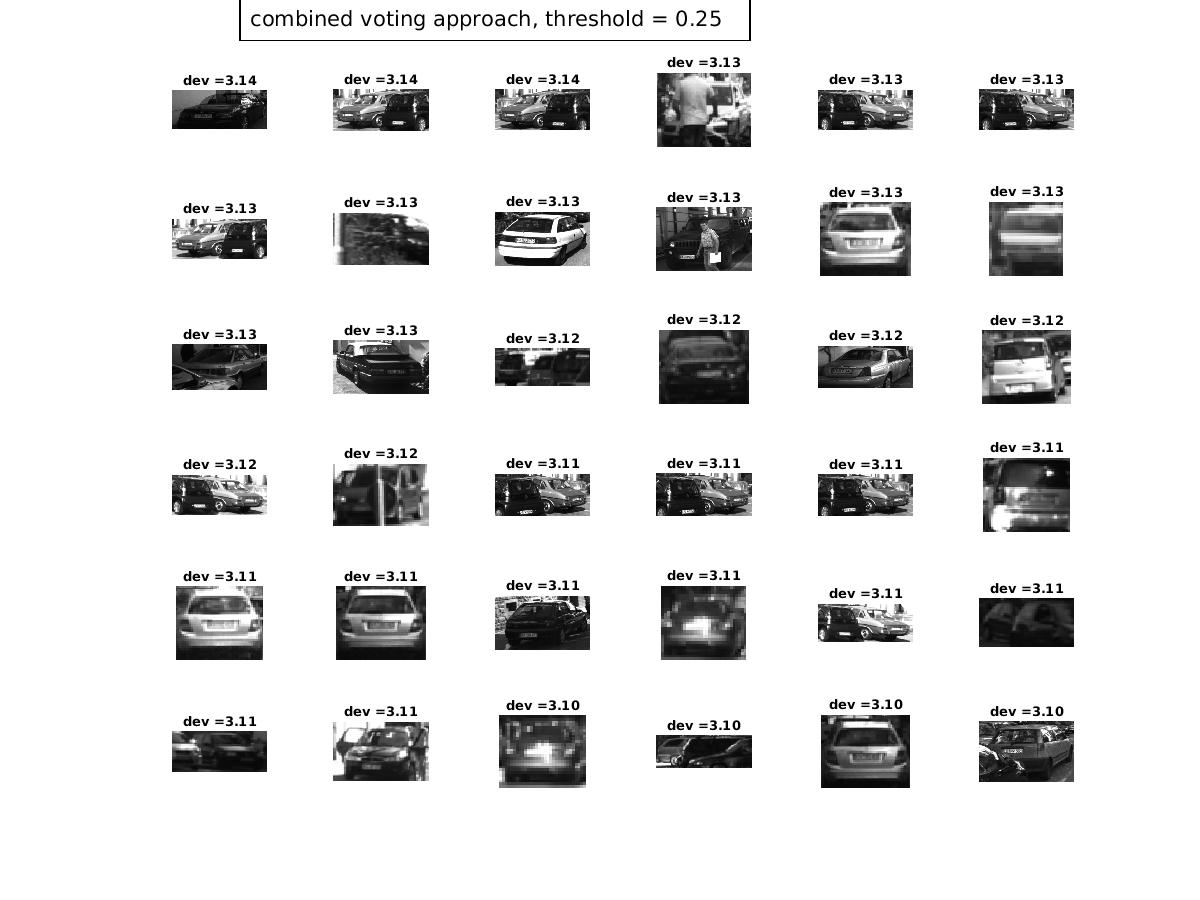 combined voting approach, threshold = 0.25
dev =3.14 dev =3.14 dev =3.14 dev =3.13 dev =3.13 dev =3.13
dev =3.13 dev =3.13 dev =3.13 dev =3.13 dev =3.13 dev =3.13
dev =3.13 dev =3.13 dev =3.12 dev =3.12 dev =3.12 dev =3.12
dev =3.12 dev =3.12 dev =3.11 dev =3.11 dev =3.11 dev =3.11
dev =3.11 dev =3.11 dev =3.11 dev =3.11 dev =3.11 dev =3.11
dev =3.11 dev =3.11 dev =3.10 dev =3.10 dev =3.10 dev =3.10